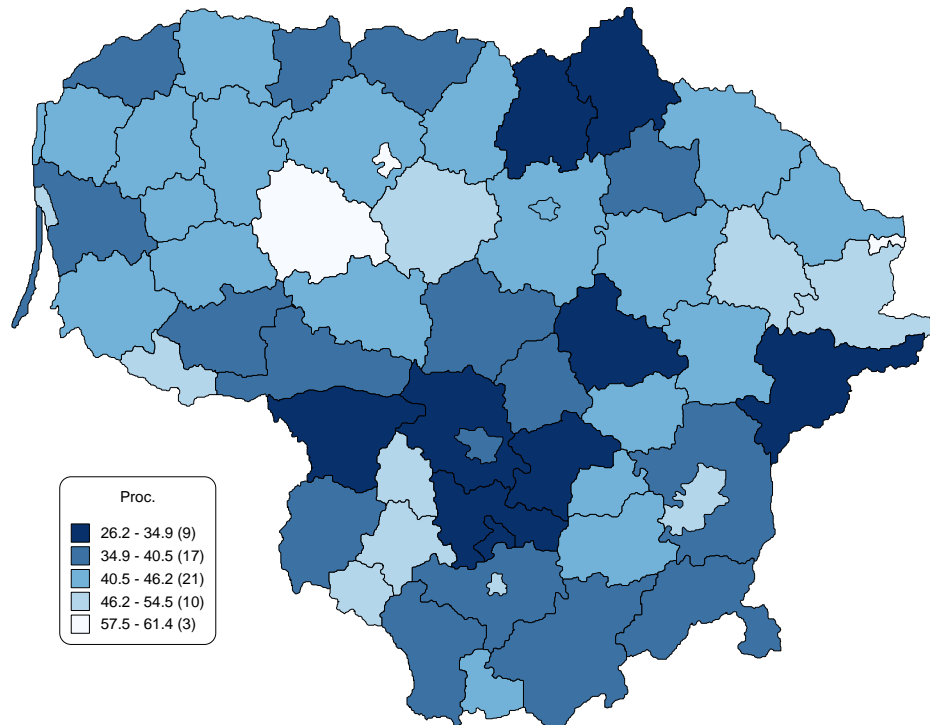 Proc.
26.2 - 34.9 (9)
34.9 - 40.5 (17)
40.5 - 46.2 (21)
46.2 - 54.5 (10)
57.5 - 61.4 (3)